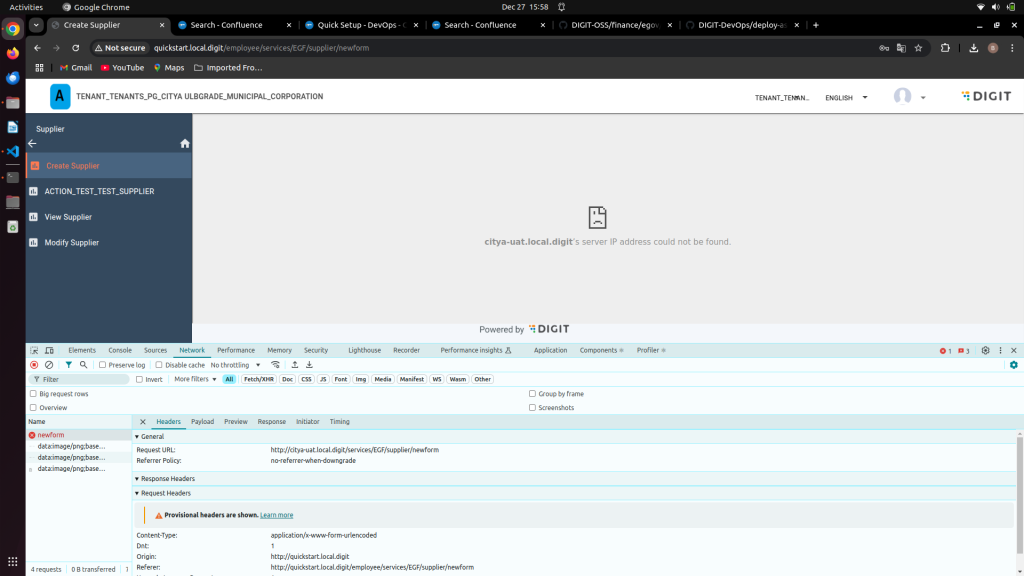 Activities
Google Chrome
Dec 27 15:58
Create Supplier
Search - Confluence
Quick Setup - DevOps - C
Search - Confluence
DIGIT-OSS/finance/egov
DIGIT-DevOps/deploy-as
Not secure
quickstart.local.digit/employee/services/EGF/supplier/newform
Gmail
YouTube
Maps
Imported Fro...
A
TENANT_TENANTS_PG_CITYA ULBGRADE_MUNICIPAL_CORPORATION
TENANT_TENAN...
ENGLISH
DIGIT
Supplier
Create Supplier
ACTION_TEST_TEST_SUPPLIER
View Supplier
Modify Supplier
citya-uat.local.digit's server IP address could not be found.
Powered by DIGIT
Elements
Console
Sources
Network
Performance
Memory
Security
Lighthouse
Recorder
Performance insights
Application
Components
Profiler
1
3
Preserve log
Disable cache
No throttling
Filter
Invert
More filters
All
Fetch/XHR
Doc
CSS
JS
Font
Img
Media
Manifest
WS
Wasm
Other
Big request rows
Group by frame
Overview
Screenshots
Name
Headers
Payload
Preview
Response
Initiator
Timing
newform
data:image/png;base...
data:image/png;base...
data:image/png;base...
General
Request URL: http://citya-uat.local.digit/services/EGF/supplier/newform
Referrer Policy: no-referrer-when-downgrade
Response Headers
Request Headers
Provisional headers are shown. Learn more
Content-Type: application/x-www-form-urlencoded
Dnt: 1
Origin: http://quickstart.local.digit
Referer: http://quickstart.local.digit/employee/services/EGF/supplier/newform
4 requests
0 B transferred
1